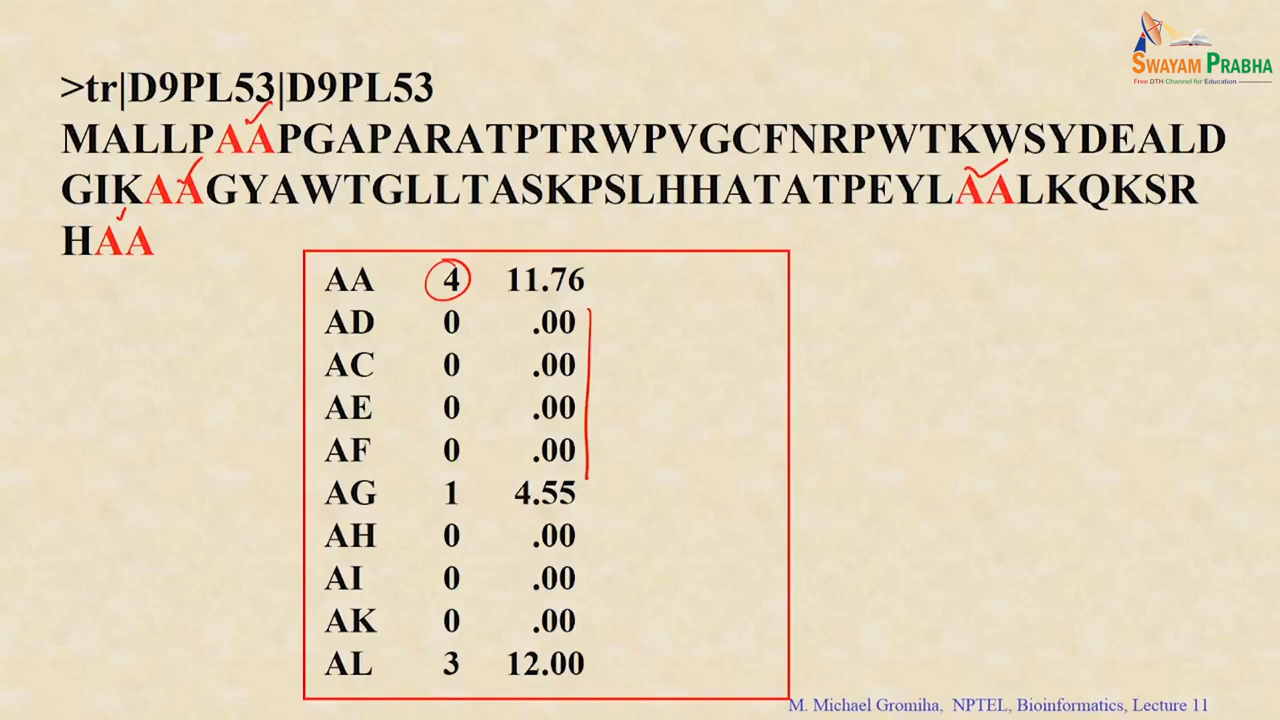 SWAYAM PRABHA
Free DTH Channel for Education
>tr|D9PL53|D9PL53
MALLPAAPGAPARATPTRWPVGCFNRPWTKWSYDEALD
GIKAAGYAWTGLLTASKPSLHHATATPEYLAALKQKSR
HAA
AA 4 11.76
AD 0 .00
AC 0 .00
AE 0 .00
AF 0 .00
AG 1 4.55
AH 0 .00
AI 0 .00
AK 0 .00
AL 3 12.00
M. Michael Gromiha, NPTEL, Bioinformatics, Lecture 11